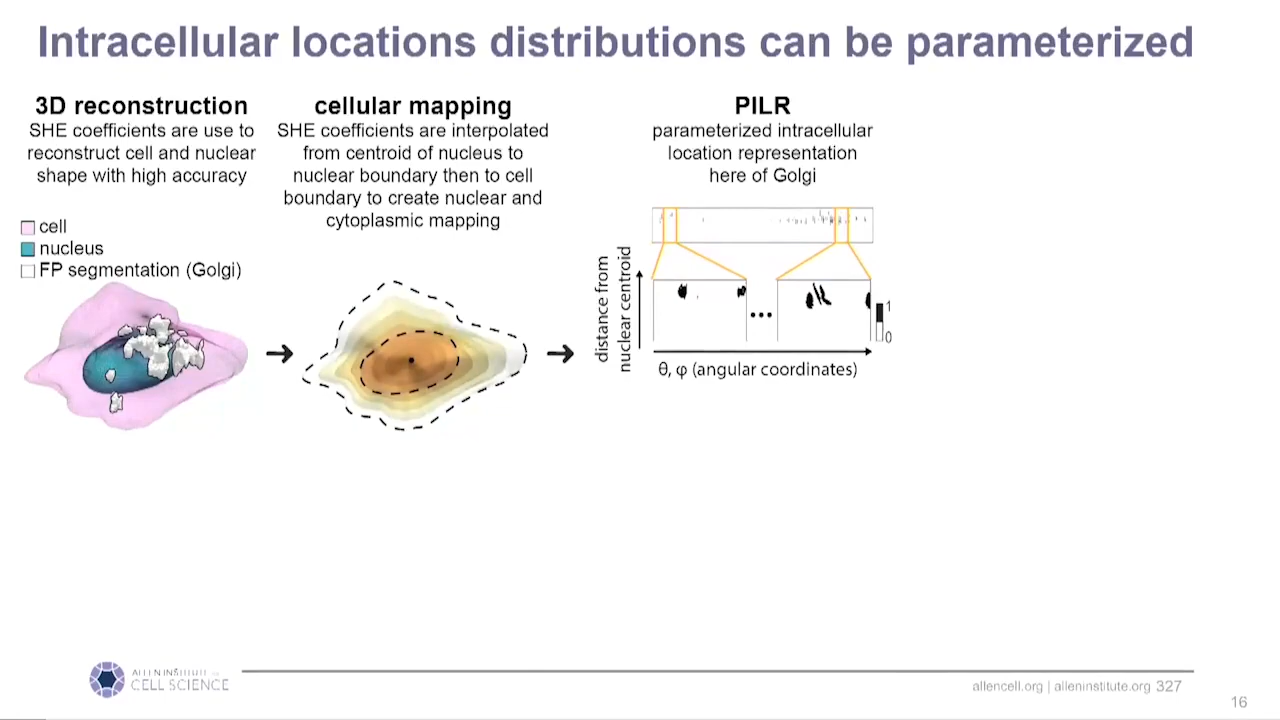 Intracellular locations distributions can be parameterized
3D reconstruction
SHE coefficients are use to
reconstruct cell and nuclear
shape with high accuracy
cell
nucleus
FP segmentation (Golgi)
cellular mapping
SHE coefficients are interpolated
from centroid of nucleus to
nuclear boundary then to cell
boundary to create nuclear and
cytoplasmic mapping
PILR
parameterized intracellular
location representation
here of Golgi
distance from
nuclear centroid
...
1
0
θ, φ (angular coordinates)
ALLEN INSTITUTE
CELL SCIENCE
allencell.org | alleninstitute.org 327
16